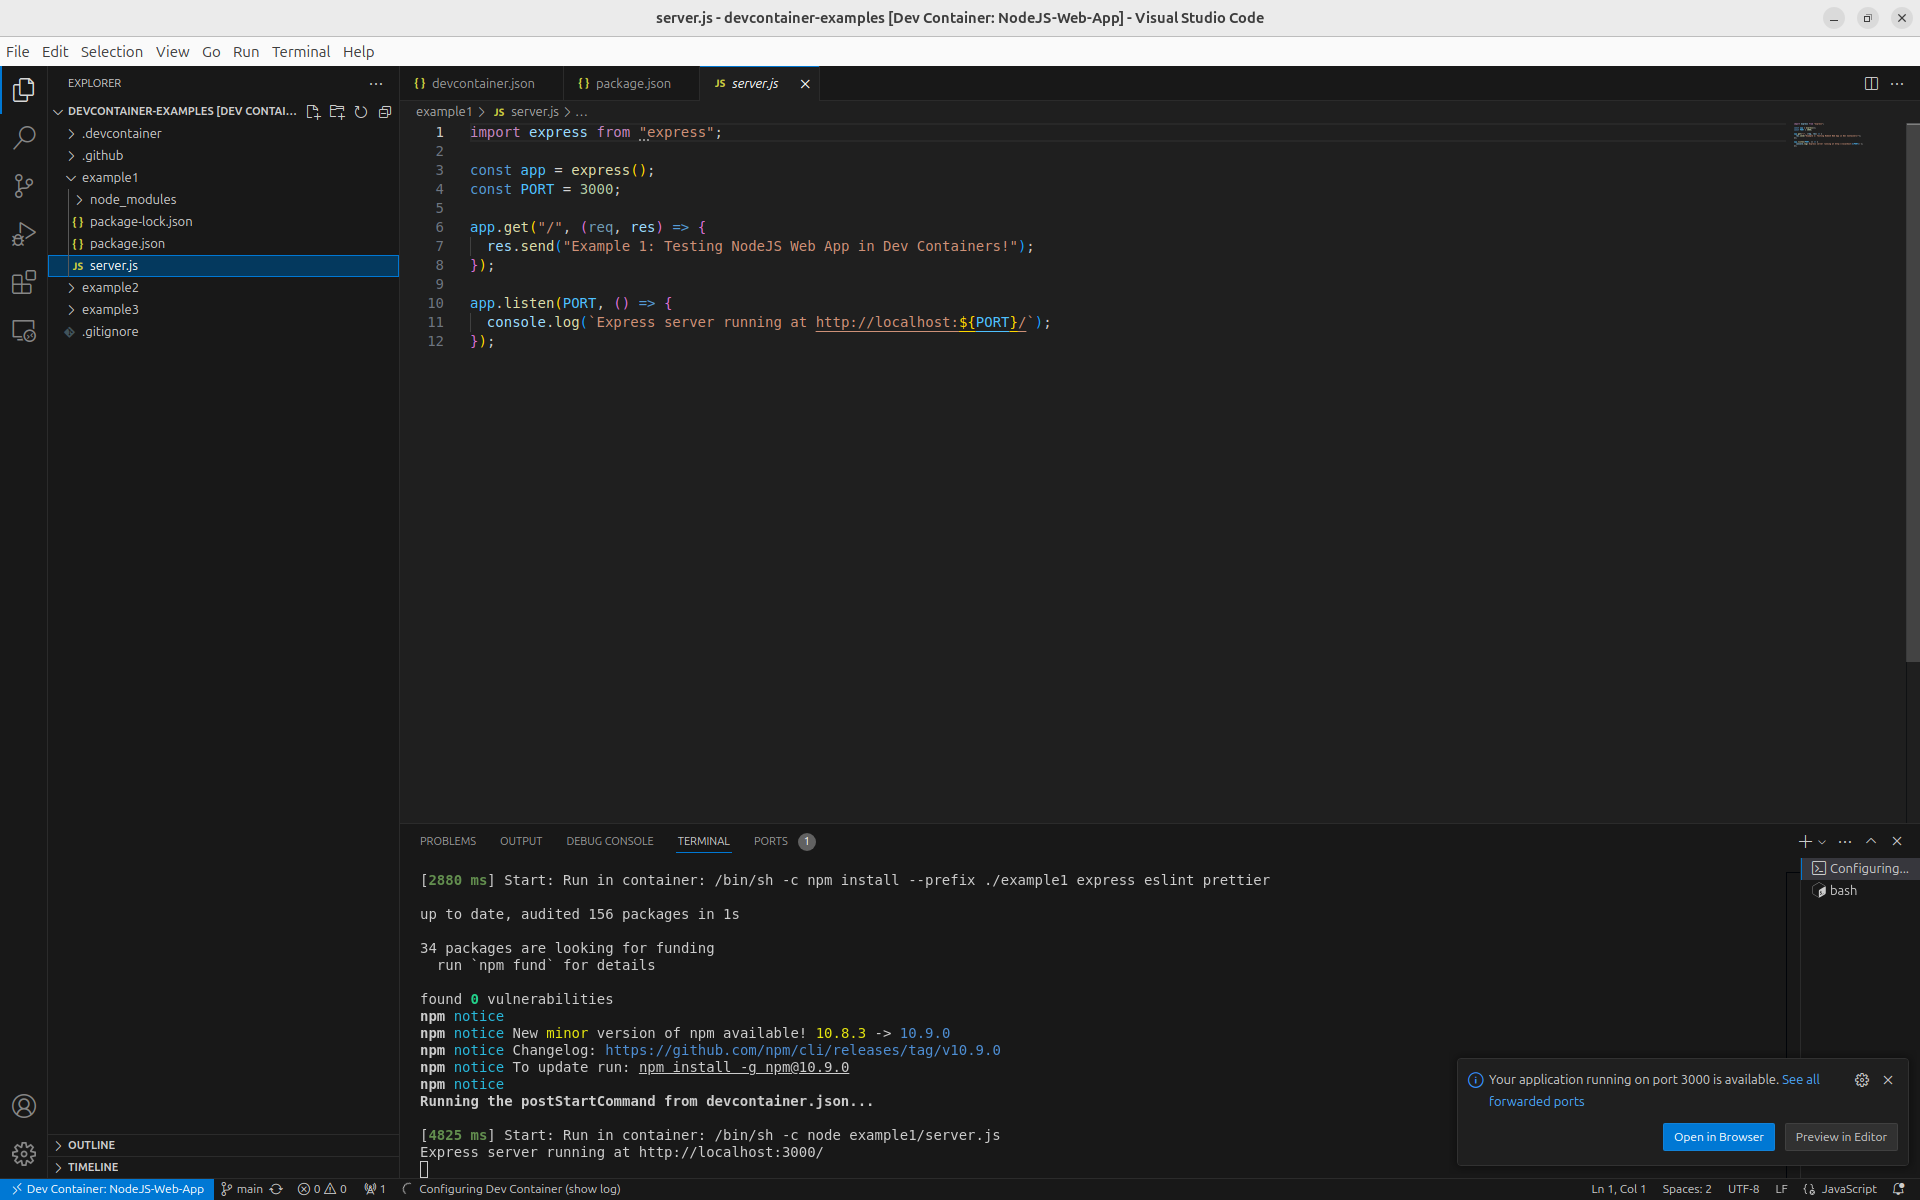 server.js - devcontainer-examples [Dev Container: NodeJS-Web-App] - Visual Studio Code
File Edit Selection View Go Run Terminal Help
EXPLORER
DEVCONTAINER-EXAMPLES [DEV CONTAI...
.devcontainer
.github
example1
node_modules
{} package-lock.json
{} package.json
JS server.js
example2
example3
.gitignore
OUTLINE
TIMELINE
{} devcontainer.json
{} package.json
JS server.js
example1 > JS server.js > ...
1 import express from "express";
2
3 const app = express();
4 const PORT = 3000;
5
6 app.get("/", (req, res) => {
7 res.send("Example 1: Testing NodeJS Web App in Dev Containers!");
8 });
9
10 app.listen(PORT, () => {
11 console.log(`Express server running at http://localhost:${PORT}/`);
12 });
PROBLEMS OUTPUT DEBUG CONSOLE TERMINAL PORTS 1
[2880 ms] Start: Run in container: /bin/sh -c npm install --prefix ./example1 express eslint prettier
up to date, audited 156 packages in 1s
34 packages are looking for funding
run `npm fund` for details
found 0 vulnerabilities
npm notice
npm notice New minor version of npm available! 10.8.3 -> 10.9.0
npm notice Changelog: https://github.com/npm/cli/releases/tag/v10.9.0
npm notice To update run: npm install -g npm@10.9.0
npm notice
Running the postStartCommand from devcontainer.json...
[4825 ms] Start: Run in container: /bin/sh -c node example1/server.js
Express server running at http://localhost:3000/
Configuring...
bash
Your application running on port 3000 is available. See all
forwarded ports
Open in Browser
Preview in Editor
Dev Container: NodeJS-Web-App main 0 0 1 Configuring Dev Container (show log) Ln 1, Col 1 Spaces: 2 UTF-8 LF {} JavaScript